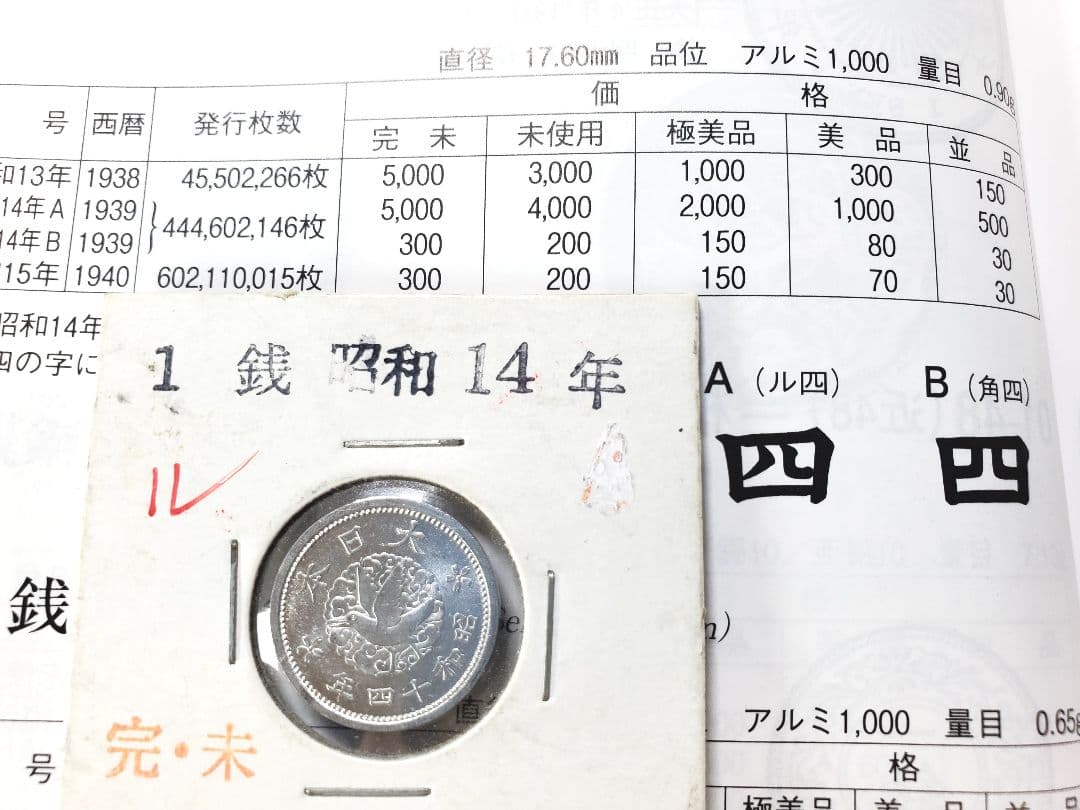 直径 17.60mm 品位 アルミ1,000 量目 0.90g
価 格
号 西暦 発行枚数 完未 未使用 極美品 美品 並品
和13年 1938 45,502,266枚 5,000 3,000 1,000 300 150
14年A 1939 444,602,146枚 5,000 4,000 2,000 1,000 500
14年B 1939 300 200 150 80 30
15年 1940 602,110,015枚 300 200 150 70 30
昭和14年
四の字に
A(ル四) B(角四)
四 四
1 銭 昭和 14 年
ル
大日本
昭和十四年
完・未
銭
n)
直
アルミ1,000 量目 0.65g
号 格
極美品 美品